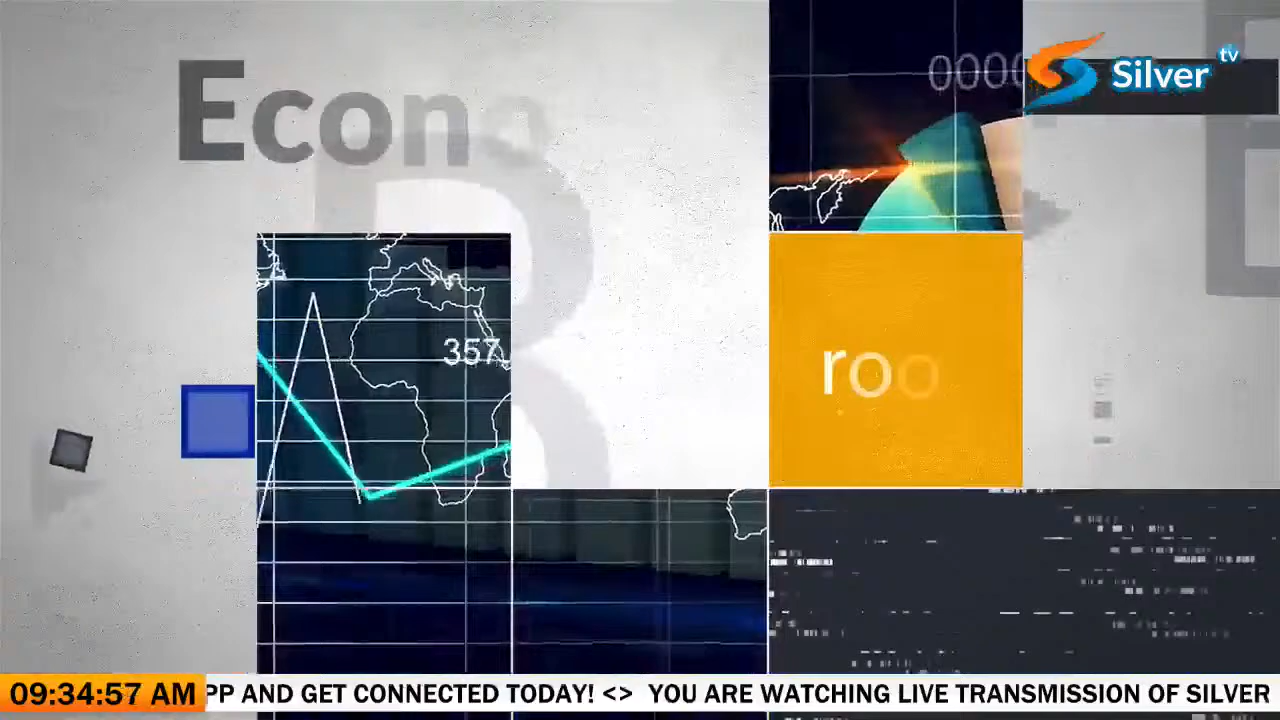 Econo
0000
Silver tv
B
357
roo
09:34:57 AM PP AND GET CONNECTED TODAY! <> YOU ARE WATCHING LIVE TRANSMISSION OF SILVER